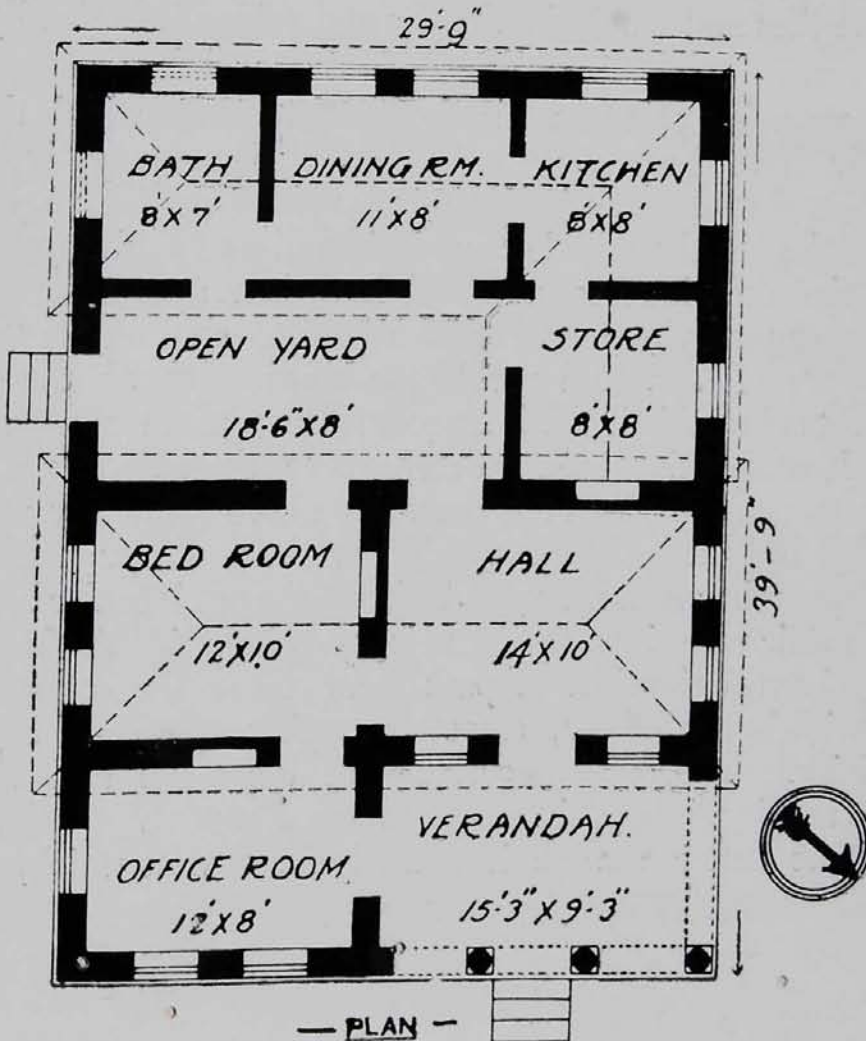 29'-9"
BATH
8'X7'
DINING RM.
11'X8'
KITCHEN
8'X8'
OPEN YARD
18'-6"X8'
STORE
8'X8'
39'-9"
BED ROOM
12'X10'
HALL
14'X10'
OFFICE ROOM
12'X8'
VERANDAH.
15'-3"X9'-3"
— PLAN —